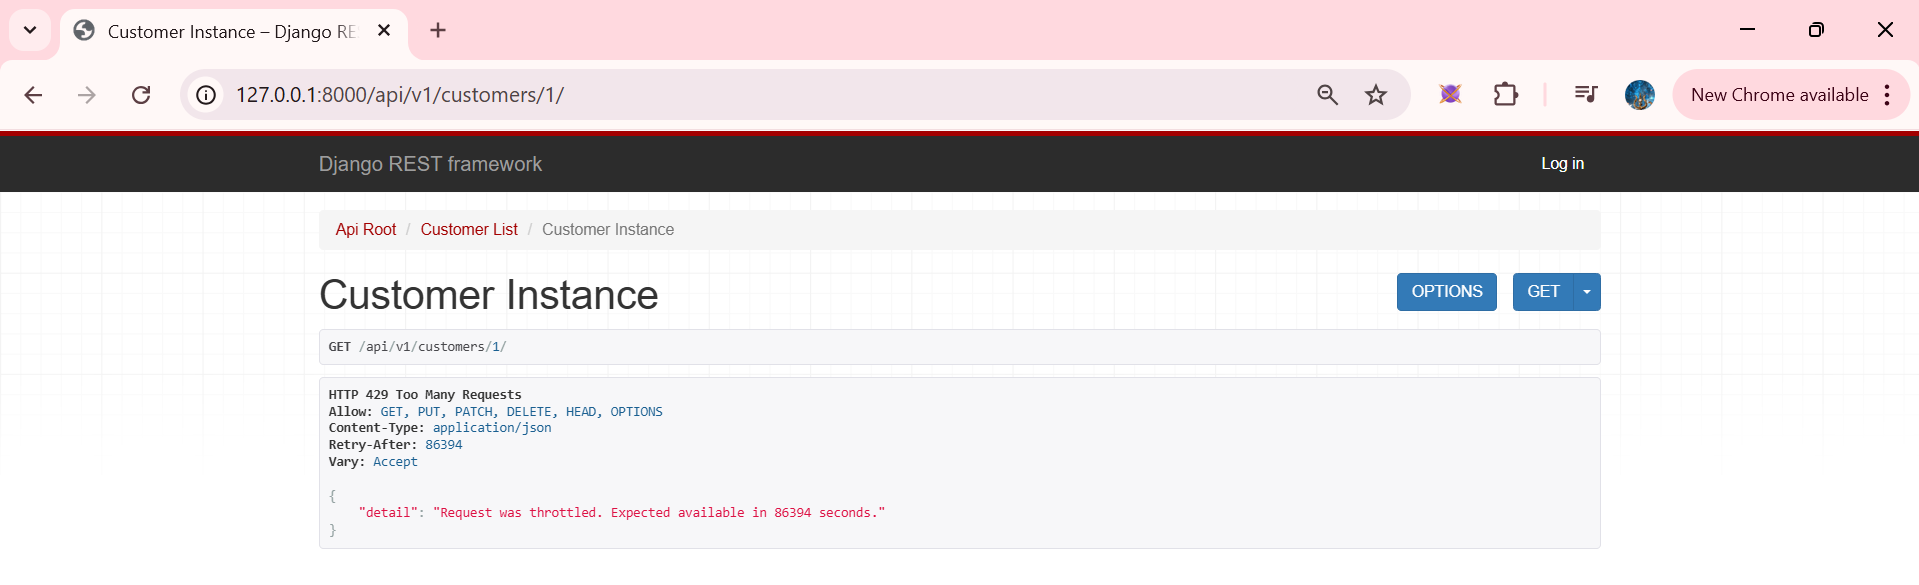 Customer Instance – Django RE
127.0.0.1:8000/api/v1/customers/1/
New Chrome available
Django REST framework
Log in
Api Root / Customer List / Customer Instance
Customer Instance
OPTIONS
GET
GET /api/v1/customers/1/
HTTP 429 Too Many Requests
Allow: GET, PUT, PATCH, DELETE, HEAD, OPTIONS
Content-Type: application/json
Retry-After: 86394
Vary: Accept
{
    "detail": "Request was throttled. Expected available in 86394 seconds."
}